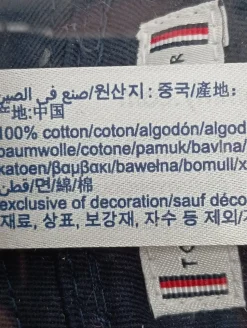 صنع في الصين/원산지: 중국/產地:
产地:中国
100% cotton/coton/algodón/algod
baumwolle/cotone/pamuk/bavlna/
katoen/βαμβακι/bawełna/bomull/x
قطن/면/綿/棉
exclusive of decoration/sauf déco
재료, 상표, 보강재, 자수 등 제외/